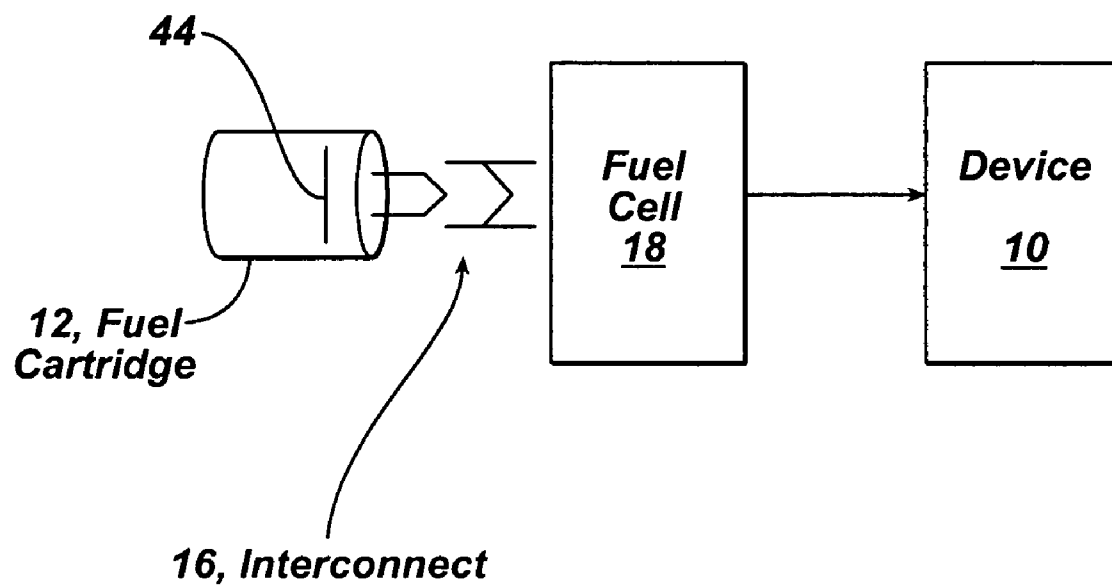 44
Fuel
Cell
18
Device
10
12, Fuel
Cartridge
16, Interconnect